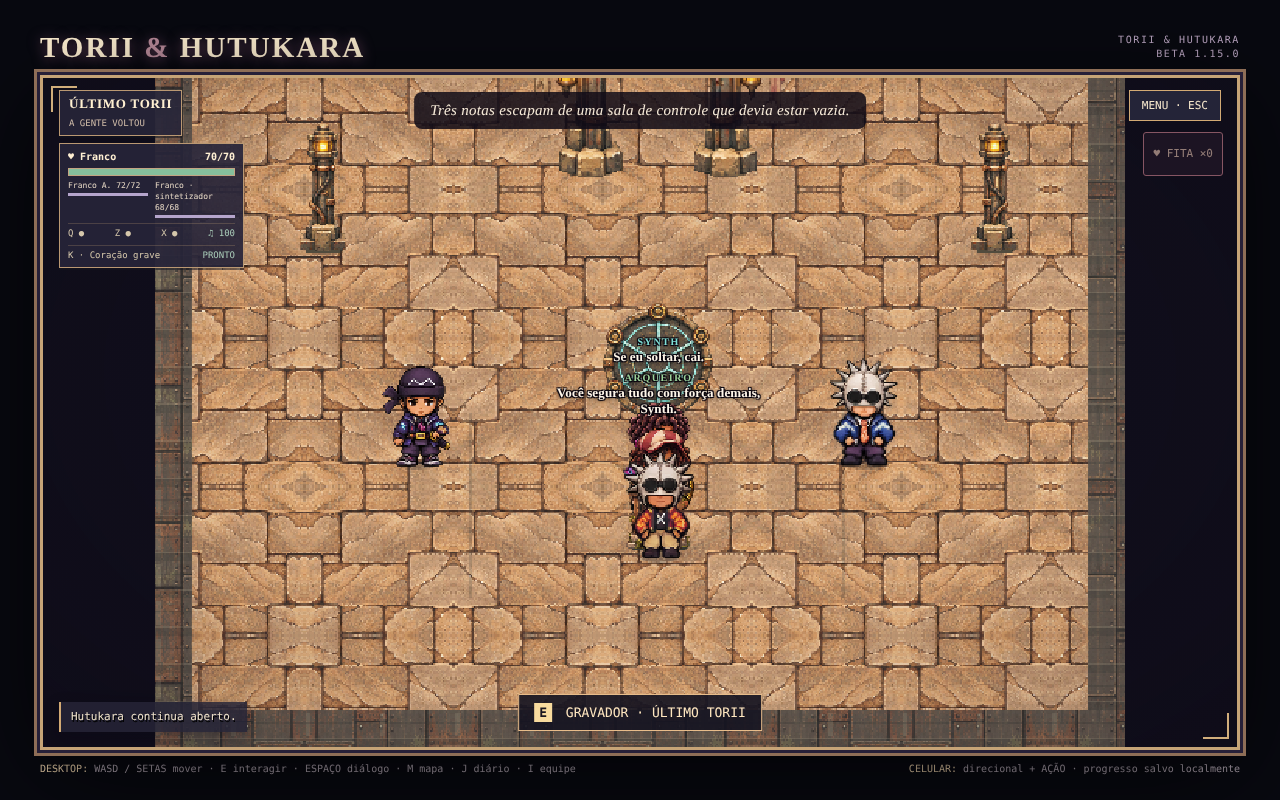 TORII & HUTUKARA
TORII & HUTUKARA
BETA 1.15.0
ÚLTIMO TORII
A GENTE VOLTOU
Três notas escapam de uma sala de controle que devia estar vazia.
MENU · ESC
♥ FITA ×0
♥ Franco 70/70
Franco A. 72/72
Franco · sintetizador 68/68
Q ● Z ● X ● ♫ 100
K · Coração grave PRONTO
SYNTH
Se eu soltar, cai.
ARQUEIRO
Você segura tudo com força demais,
Synth.
Hutukara continua aberto.
E GRAVADOR · ÚLTIMO TORII
DESKTOP: WASD / SETAS mover · E interagir · ESPAÇO diálogo · M mapa · J diário · I equipe
CELULAR: direcional + AÇÃO · progresso salvo localmente